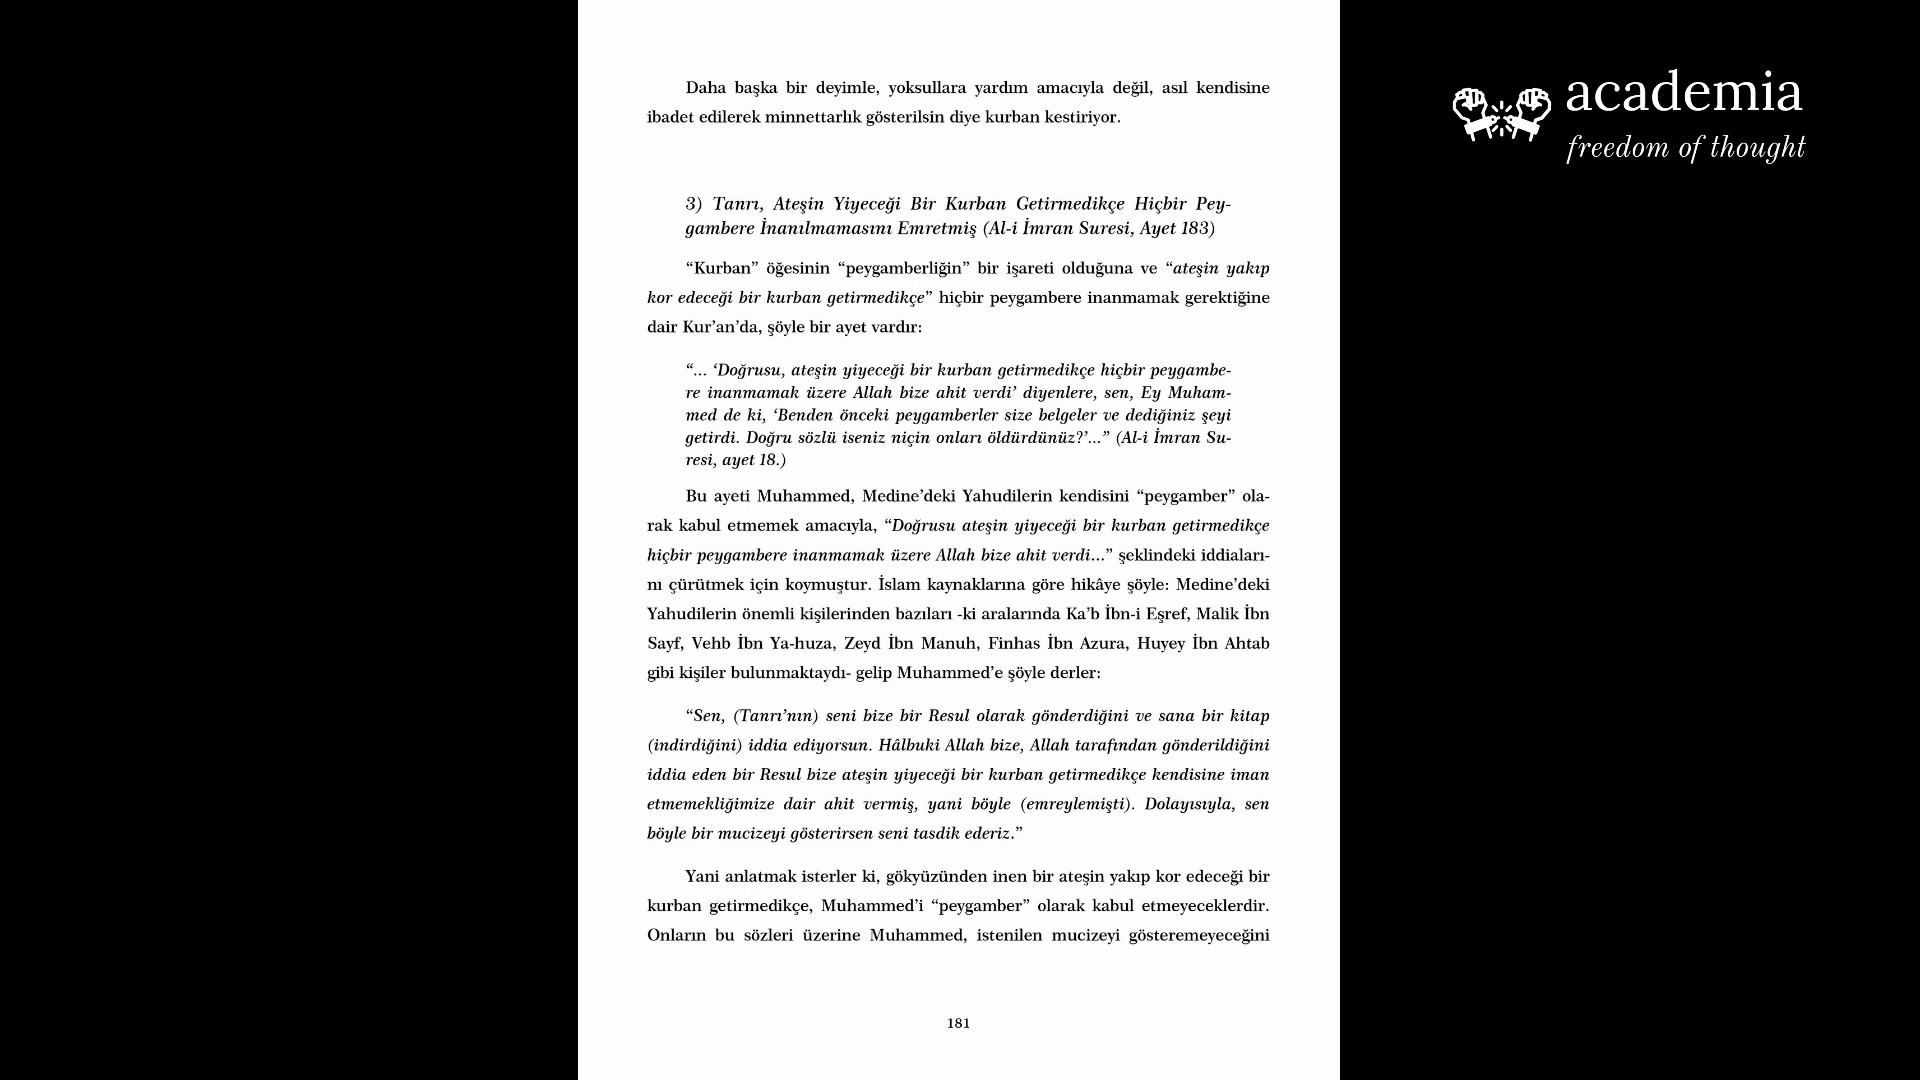 academia
freedom of thought
Daha başka bir deyimle, yoksullara yardım amacıyla değil, asıl kendisine
ibadet edilerek minnettarlık gösterilsin diye kurban kestiriyor.
3) Tanrı, Ateşin Yiyeceği Bir Kurban Getirmedikçe Hiçbir Pey-
gambere İnanılmamasını Emretmiş (Al-i İmran Suresi, Ayet 183)
“Kurban” öğesinin “peygamberliğin” bir işareti olduğuna ve “ateşin yakıp
kor edeceği bir kurban getirmedikçe” hiçbir peygambere inanmamak gerektiğine
dair Kur’an’da, şöyle bir ayet vardır:
“... ‘Doğrusu, ateşin yiyeceği bir kurban getirmedikçe hiçbir peygambe-
re inanmamak üzere Allah bize ahit verdi’ diyenlere, sen, Ey Muham-
med de ki, ‘Benden önceki peygamberler size belgeler ve dediğiniz şeyi
getirdi. Doğru sözlü iseniz niçin onları öldürdünüz?’...” (Al-i İmran Su-
resi, ayet 18.)
Bu ayeti Muhammed, Medine’deki Yahudilerin kendisini “peygamber” ola-
rak kabul etmemek amacıyla, “Doğrusu ateşin yiyeceği bir kurban getirmedikçe
hiçbir peygambere inanmamak üzere Allah bize ahit verdi...” şeklindeki iddiaları-
nı çürütmek için koymuştur. İslam kaynaklarına göre hikâye şöyle: Medine’deki
Yahudilerin önemli kişilerinden bazıları -ki aralarında Ka’b İbn-i Eşref, Malik İbn
Sayf, Vehb İbn Ya-huza, Zeyd İbn Manuh, Finhas İbn Azura, Huyey İbn Ahtab
gibi kişiler bulunmaktaydı- gelip Muhammed’e şöyle derler:
“Sen, (Tanrı’nın) seni bize bir Resul olarak gönderdiğini ve sana bir kitap
(indirdiğini) iddia ediyorsun. Hâlbuki Allah bize, Allah tarafından gönderildiğini
iddia eden bir Resul bize ateşin yiyeceği bir kurban getirmedikçe kendisine iman
etmemekliğimize dair ahit vermiş, yani böyle (emreylemişti). Dolayısıyla, sen
böyle bir mucizeyi gösterirsen seni tasdik ederiz.”
Yani anlatmak isterler ki, gökyüzünden inen bir ateşin yakıp kor edeceği bir
kurban getirmedikçe, Muhammed’i “peygamber” olarak kabul etmeyeceklerdir.
Onların bu sözleri üzerine Muhammed, istenilen mucizeyi gösteremeyeceğini
181